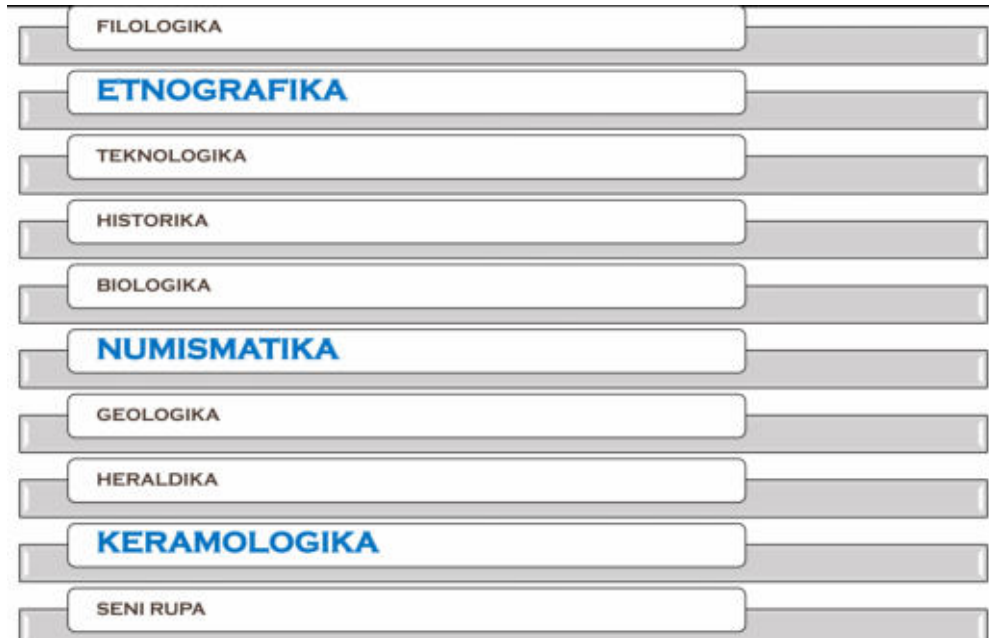 FILOLOGIKA
ETNOGRAFIKA
TEKNOLOGIKA
HISTORIKA
BIOLOGIKA
NUMISMATIKA
GEOLOGIKA
HERALDIKA
KERAMOLOGIKA
SENI RUPA